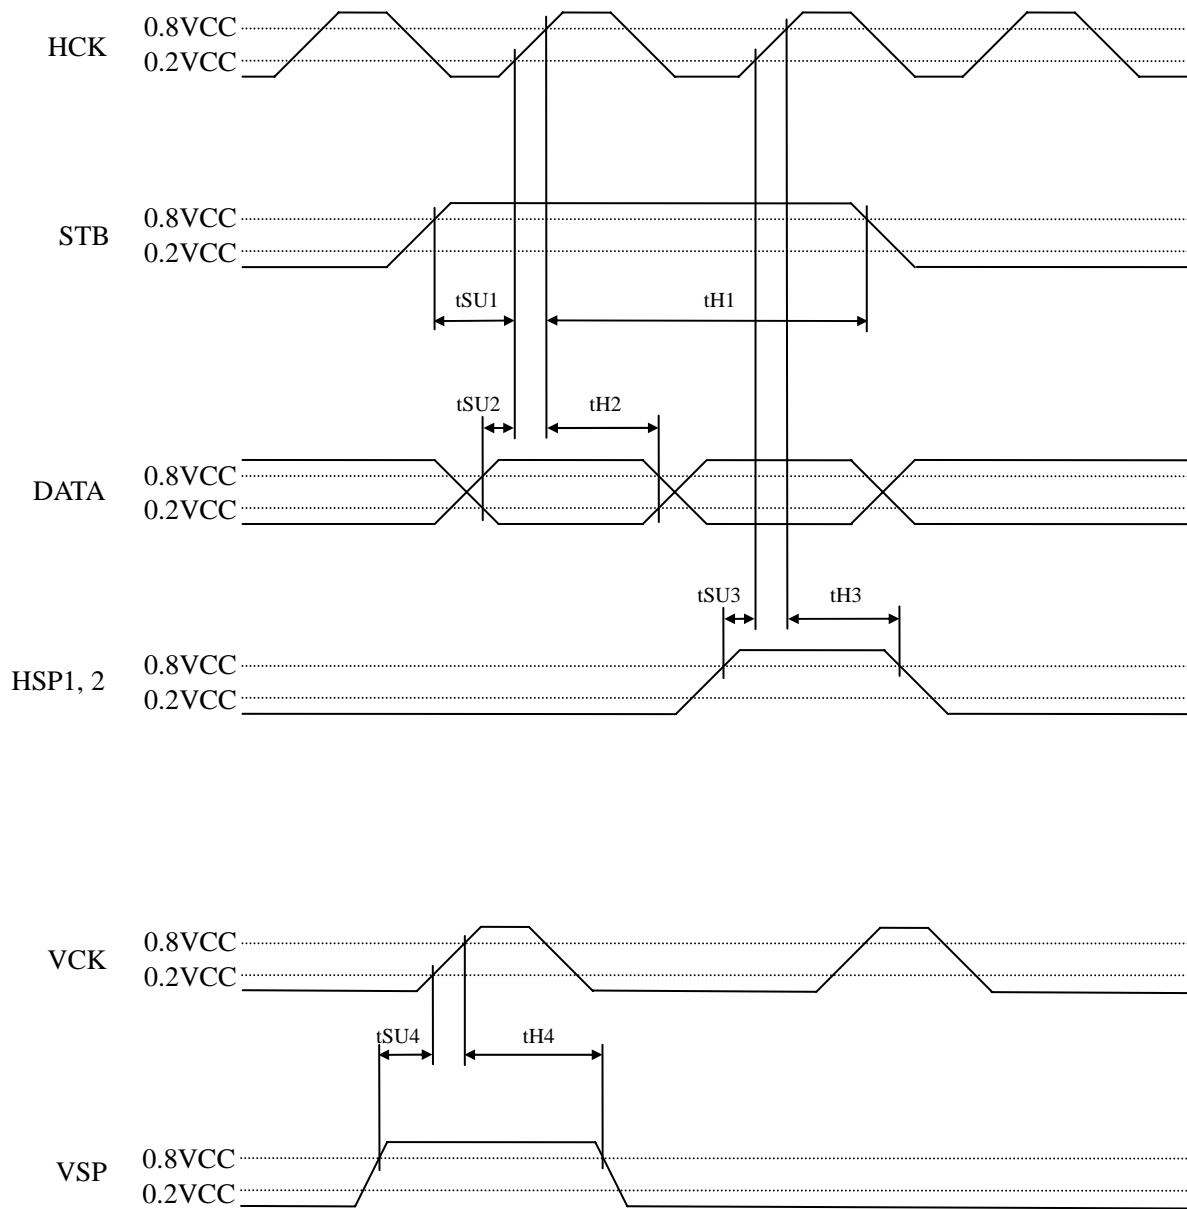 0.8VCC
HCK
0.2VCC
0.8VCC
STB
0.2VCC
tSU1
tH1
tSU2
tH2
0.8VCC
DATA
0.2VCC
tSU3
tH3
0.8VCC
HSP1, 2
0.2VCC
0.8VCC
VCK
0.2VCC
tSU4
tH4
0.8VCC
VSP
0.2VCC